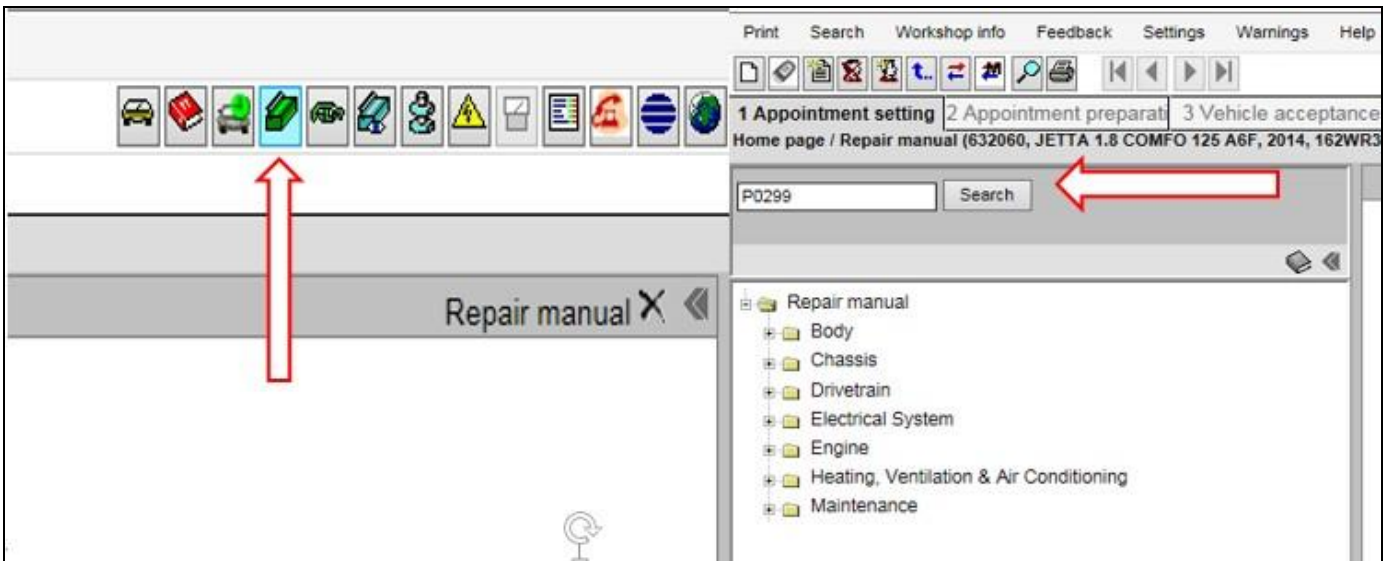 Repair manual
Print Search Workshop info Feedback Settings Warnings Help
1 Appointment setting 2 Appointment preparati 3 Vehicle acceptance
Home page / Repair manual (632060, JETTA 1.8 COMFO 125 A6F, 2014, 162WR3
P0299 Search
Repair manual
Body
Chassis
Drivetrain
Electrical System
Engine
Heating, Ventilation & Air Conditioning
Maintenance